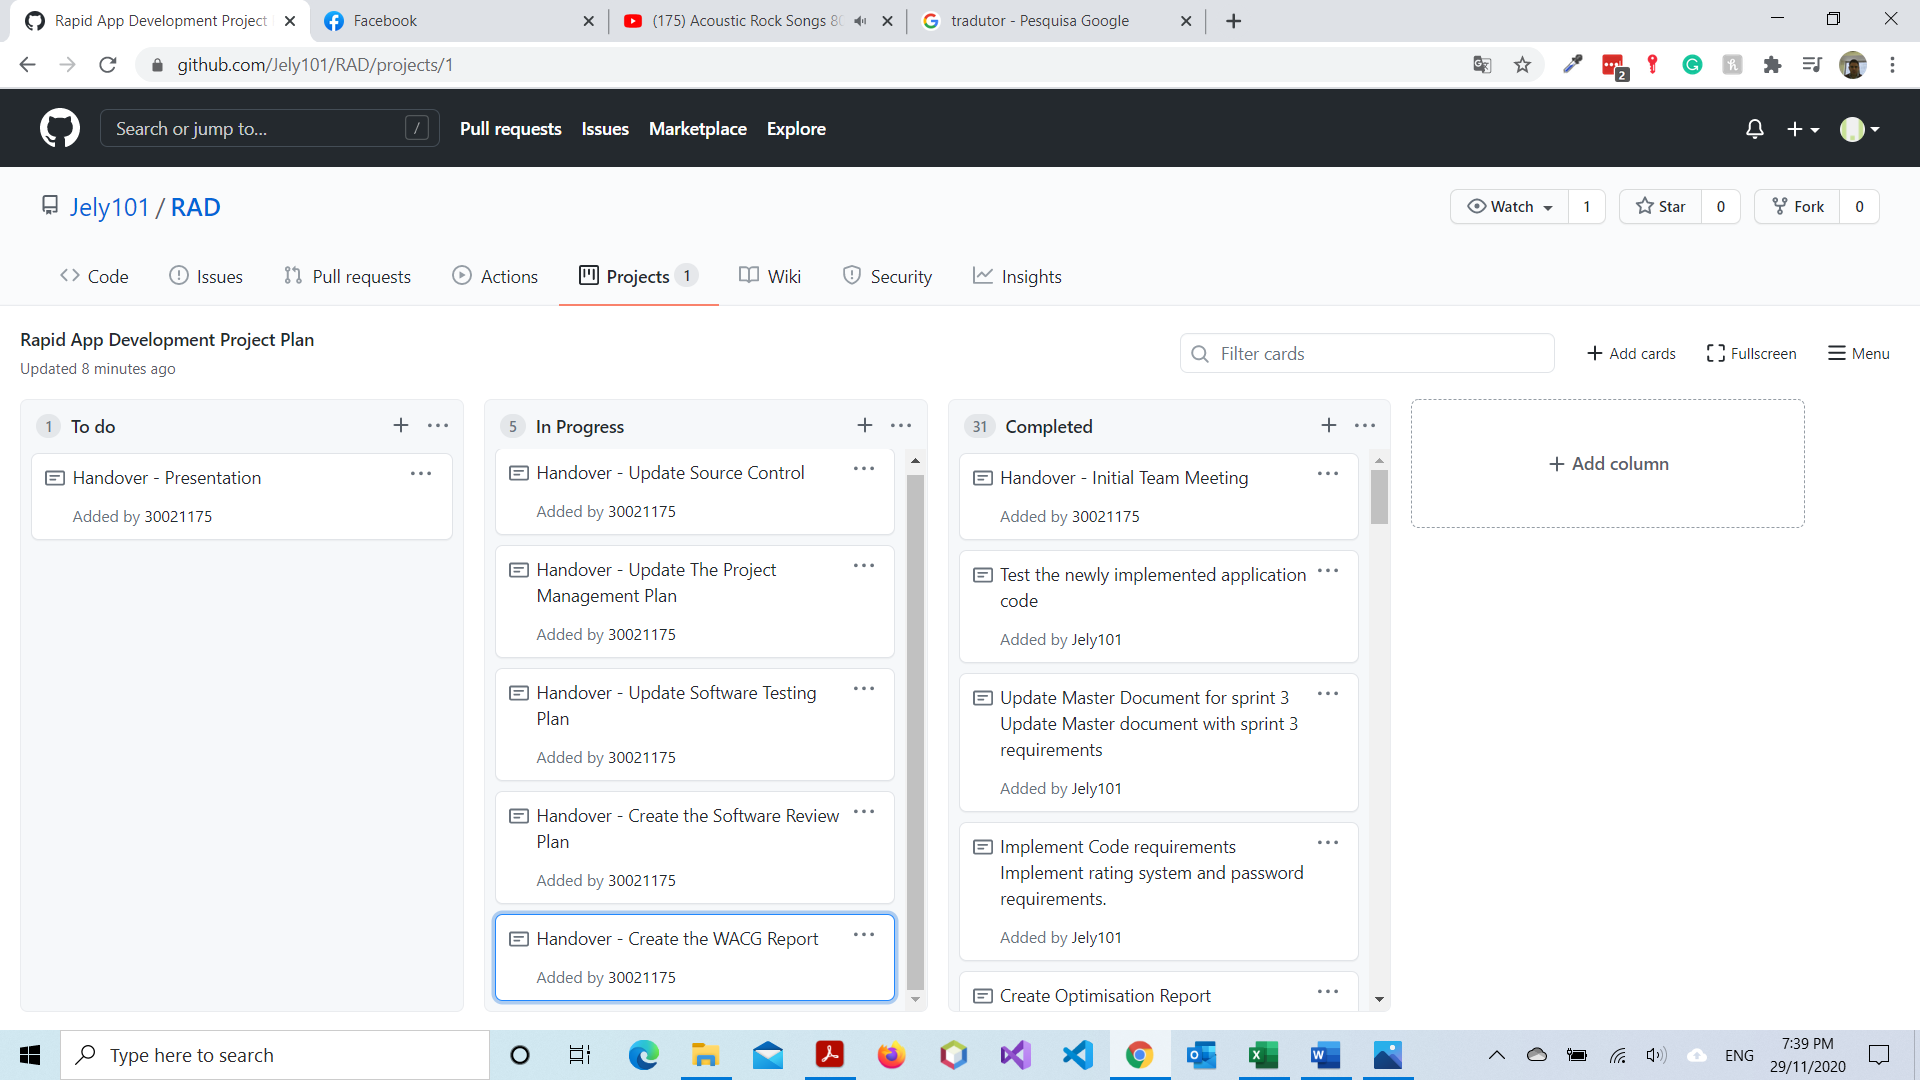 Rapid App Development Project
Facebook
(175) Acoustic Rock Songs 80
tradutor - Pesquisa Google
github.com/Jely101/RAD/projects/1
2
Search or jump to...
/
Pull requests
Issues
Marketplace
Explore
Jely101 / RAD
Watch
1
Star
0
Fork
0
Code
Issues
Pull requests
Actions
Projects 1
Wiki
Security
Insights
Rapid App Development Project Plan
Updated 8 minutes ago
Filter cards
Add cards
Fullscreen
Menu
1 To do
Handover - Presentation
Added by 30021175
5 In Progress
Handover - Update Source Control
Added by 30021175
Handover - Update The Project
Management Plan
Added by 30021175
Handover - Update Software Testing
Plan
Added by 30021175
Handover - Create the Software Review
Plan
Added by 30021175
Handover - Create the WACG Report
Added by 30021175
31 Completed
Handover - Initial Team Meeting
Added by 30021175
Test the newly implemented application
code
Added by Jely101
Update Master Document for sprint 3
Update Master document with sprint 3
requirements
Added by Jely101
Implement Code requirements
Implement rating system and password
requirements.
Added by Jely101
Create Optimisation Report
Add column
Type here to search
ENG
7:39 PM
29/11/2020